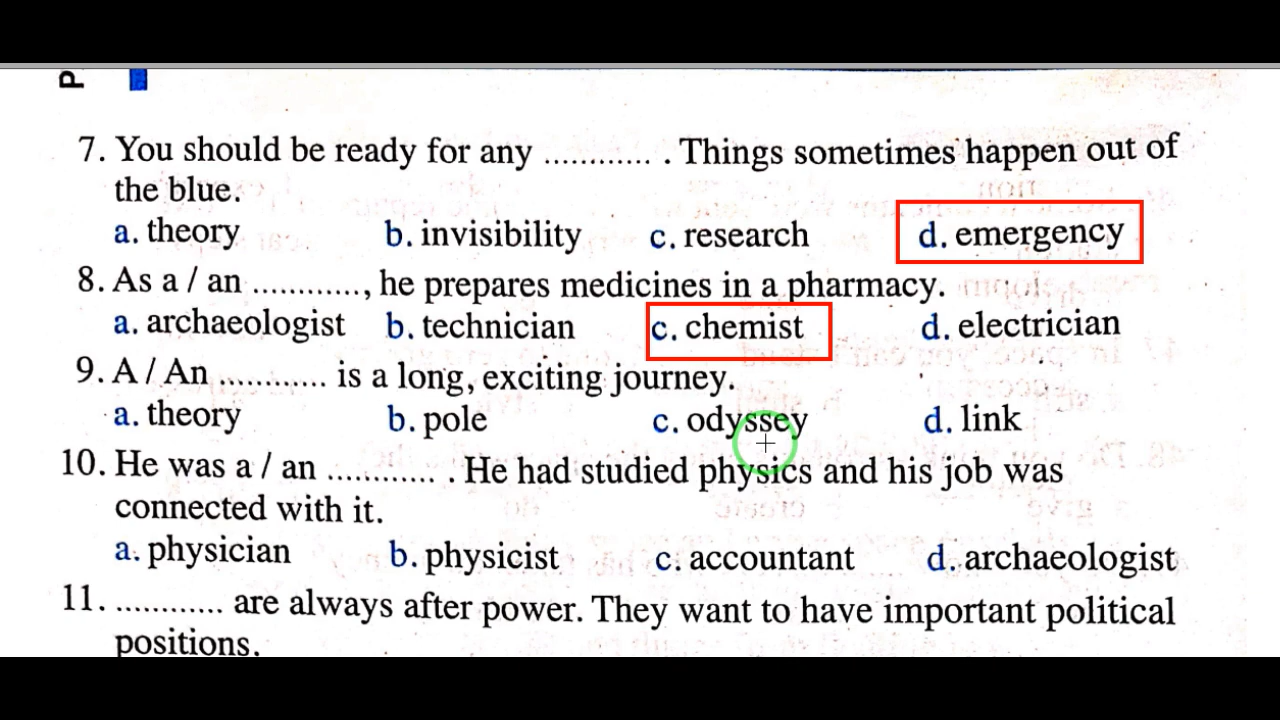 P
7. You should be ready for any ............ . Things sometimes happen out of
the blue.
a. theory b. invisibility c. research d. emergency
8. As a / an ............, he prepares medicines in a pharmacy.
a. archaeologist b. technician c. chemist d. electrician
9. A / An ............ is a long, exciting journey.
a. theory b. pole c. odyssey d. link
10. He was a / an ............ . He had studied physics and his job was
connected with it.
a. physician b. physicist c. accountant d. archaeologist
11. ............ are always after power. They want to have important political
positions.